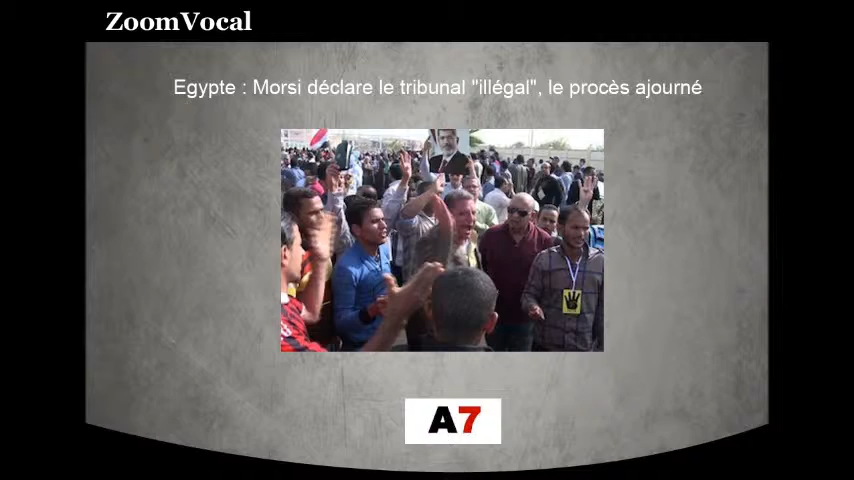 ZoomVocal
Egypte : Morsi déclare le tribunal "illégal", le procès ajourné
A7